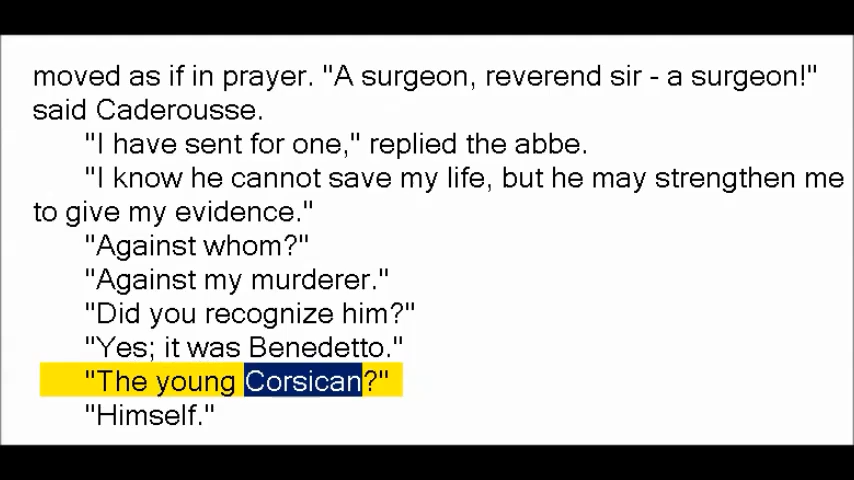 moved as if in prayer. "A surgeon, reverend sir - a surgeon!"
said Caderousse.
"I have sent for one," replied the abbe.
"I know he cannot save my life, but he may strengthen me
to give my evidence."
"Against whom?"
"Against my murderer."
"Did you recognize him?"
"Yes; it was Benedetto."
"The young Corsican?"
"Himself."